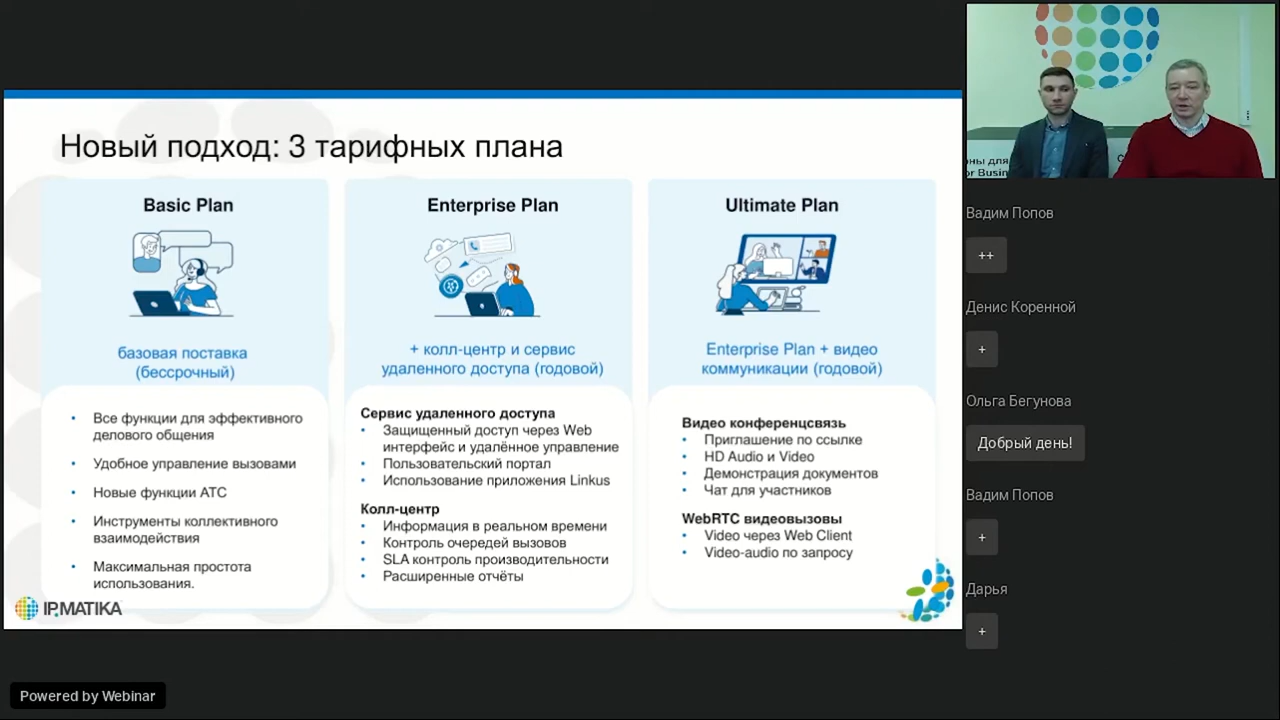 Новый подход: 3 тарифных плана
Basic Plan
базовая поставка
(бессрочный)
Все функции для эффективного
делового общения
Удобное управление вызовами
Новые функции АТС
Инструменты коллективного
взаимодействия
Максимальная простота
использования.
Enterprise Plan
+ колл-центр и сервис
удаленного доступа (годовой)
Сервис удаленного доступа
Защищенный доступ через Web
интерфейс и удалённое управление
Пользовательский портал
Использование приложения Linkus
Колл-центр
Информация в реальном времени
Контроль очередей вызовов
SLA контроль производительности
Расширенные отчёты
Ultimate Plan
Enterprise Plan + видео
коммуникации (годовой)
Видео конференцсвязь
Приглашение по ссылке
HD Audio и Video
Демонстрация документов
Чат для участников
WebRTC видеовызовы
Video через Web Client
Video-audio по запросу
IPMATIKA
для
or Busin
Вадим Попов
++
Денис Коренной
+
Ольга Бегунова
Добрый день!
Вадим Попов
+
Дарья
+
Powered by Webinar